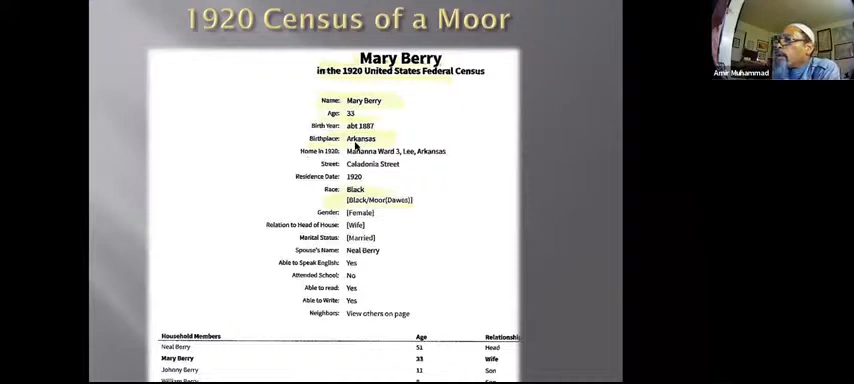 1920 Census of a Moor
Mary Berry
in the 1920 United States Federal Census
Name: Mary Berry
Age: 33
Birth Year: abt 1887
Birthplace: Arkansas
Home in 1920: Marianna Ward 3, Lee, Arkansas
Street: Caladonia Street
Residence Date: 1920
Race: Black
[Black/Moor(Dawes)]
Gender: [Female]
Relation to Head of House: [Wife]
Marital Status: [Married]
Spouse's Name: Neal Berry
Able to Speak English: Yes
Attended School: No
Able to read: Yes
Able to Write: Yes
Neighbors: View others on page
Household Members Age Relationship
Neal Berry 51 Head
Mary Berry 33 Wife
Johnny Berry 11 Son
Amir Muhammad